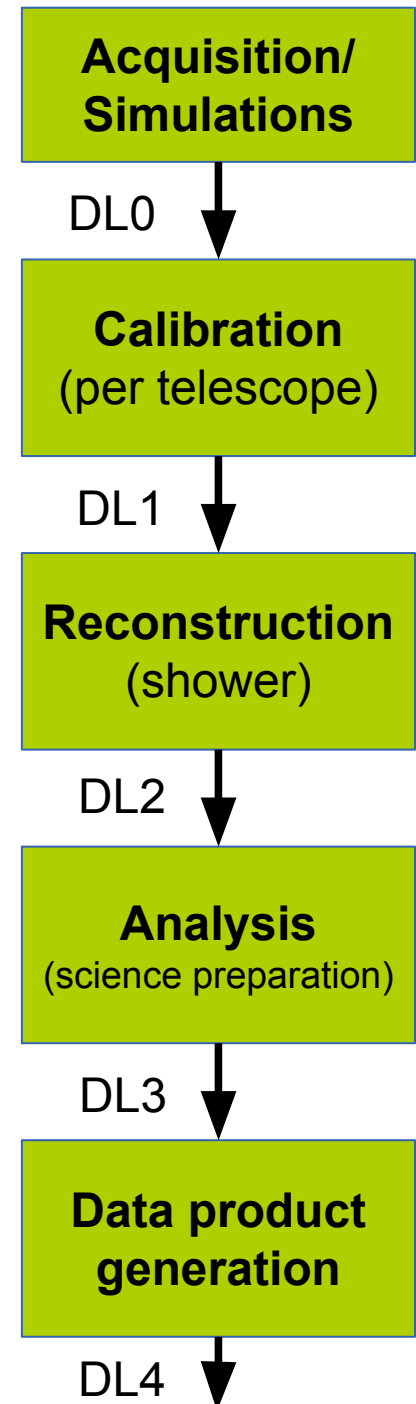 Acquisition/
Simulations
DL0
Calibration
(per telescope)
DL1
Reconstruction
(shower)
DL2
Analysis
(science preparation)
DL3
Data product
generation
DL4